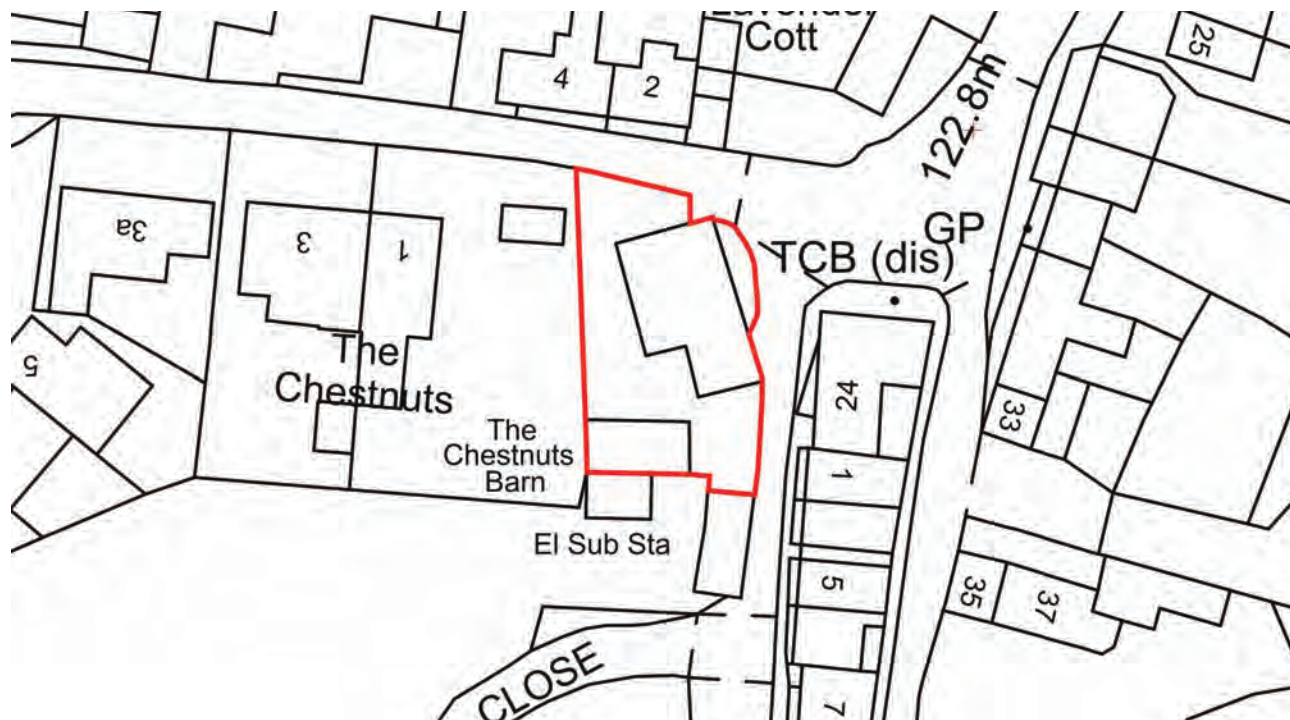 Lavender
Cott
25
4
2
122.8m
GP
TCB (dis)
3a
3
1
The
Chestnuts
5
24
33
The
Chestnuts
Barn
1
El Sub Sta
5
35
37
CLOSE
7